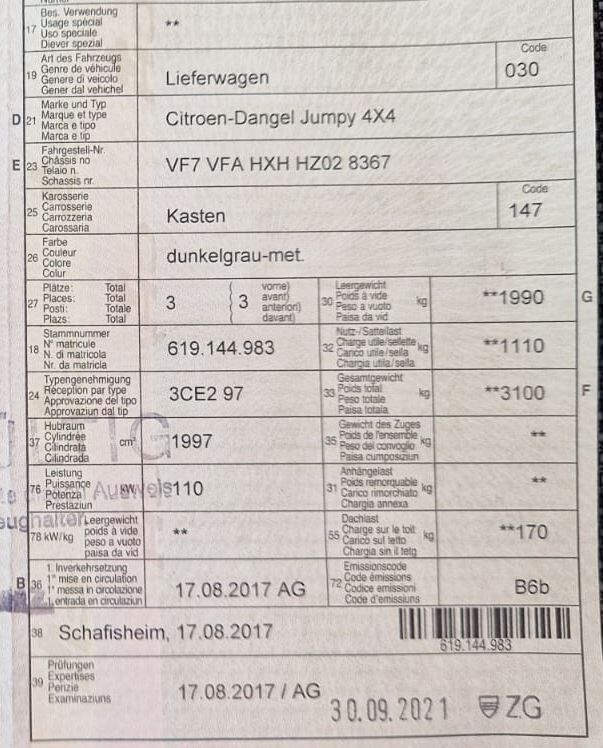 17 Bes. Verwendung
Usage spécial
Uso speciale
Diever spezial
**
19 Art des Fahrzeugs
Genre de véhicule
Genere di veicolo
Gener dal vehichel
Lieferwagen
Code
030
D 21 Marke und Typ
Marque et type
Marca e tipo
Marca e tip
Citroen-Dangel Jumpy 4X4
E 23 Fahrgestell-Nr.
Châssis no
Telaio n.
Schassis nr.
VF7 VFA HXH HZ02 8367
25 Karosserie
Carrosserie
Carrozzeria
Carossaria
Kasten
Code
147
26 Farbe
Couleur
Colore
Colur
dunkelgrau-met.
27 Plätze: Total
Places: Total
Posti: Totale
Plazs: Total
3
( vorne)
( avant)
( anteriori)
( davant)
3
30 Leergewicht
Poids à vide
Peso a vuoto
Paisa da vid
kg
**1990
G
18 Stammnummer
N° matricule
N. di matricola
Nr. da matricla
619.144.983
32 Nutz-/Sattellast
Charge utile/sellette
Carico utile/sella
Chargia utila/sella
kg
**1110
24 Typengenehmigung
Réception par type
Approvazione del tipo
Approvaziun dal tip
3CE2 97
33 Gesamtgewicht
Poids total
Peso totale
Paisa totala
kg
**3100
F
37 Hubraum
Cylindrée
Cilindrata
Cilindrada
cm³
1997
35 Gewicht des Zuges
Poids de l'ensemble
Peso del convoglio
Paisa cumposiziun
kg
**
76 Leistung
Puissance
Potenza
Prestaziun
kW
110
Ausweis
31 Anhängelast
Poids remorquable
Carico rimorchiato
Chargia annexa
kg
**
78 kW/kg
Leergewicht
poids à vide
peso a vuoto
paisa da vid
**
55 Dachlast
Charge sur le toit
Carico sul tetto
Chargia sin il tetg
kg
**170
B 36 1. Inverkehrsetzung
1re mise en circulation
1a messa in circolazione
1. entrada en circulaziun
17.08.2017 AG
72 Emissionscode
Code émissions
Codice emissioni
Code d'emissiuns
B6b
38 Schafisheim, 17.08.2017
619.144.983
39 Prüfungen
Expertises
Perizie
Examinaziuns
17.08.2017 / AG
30.09.2021 ZG